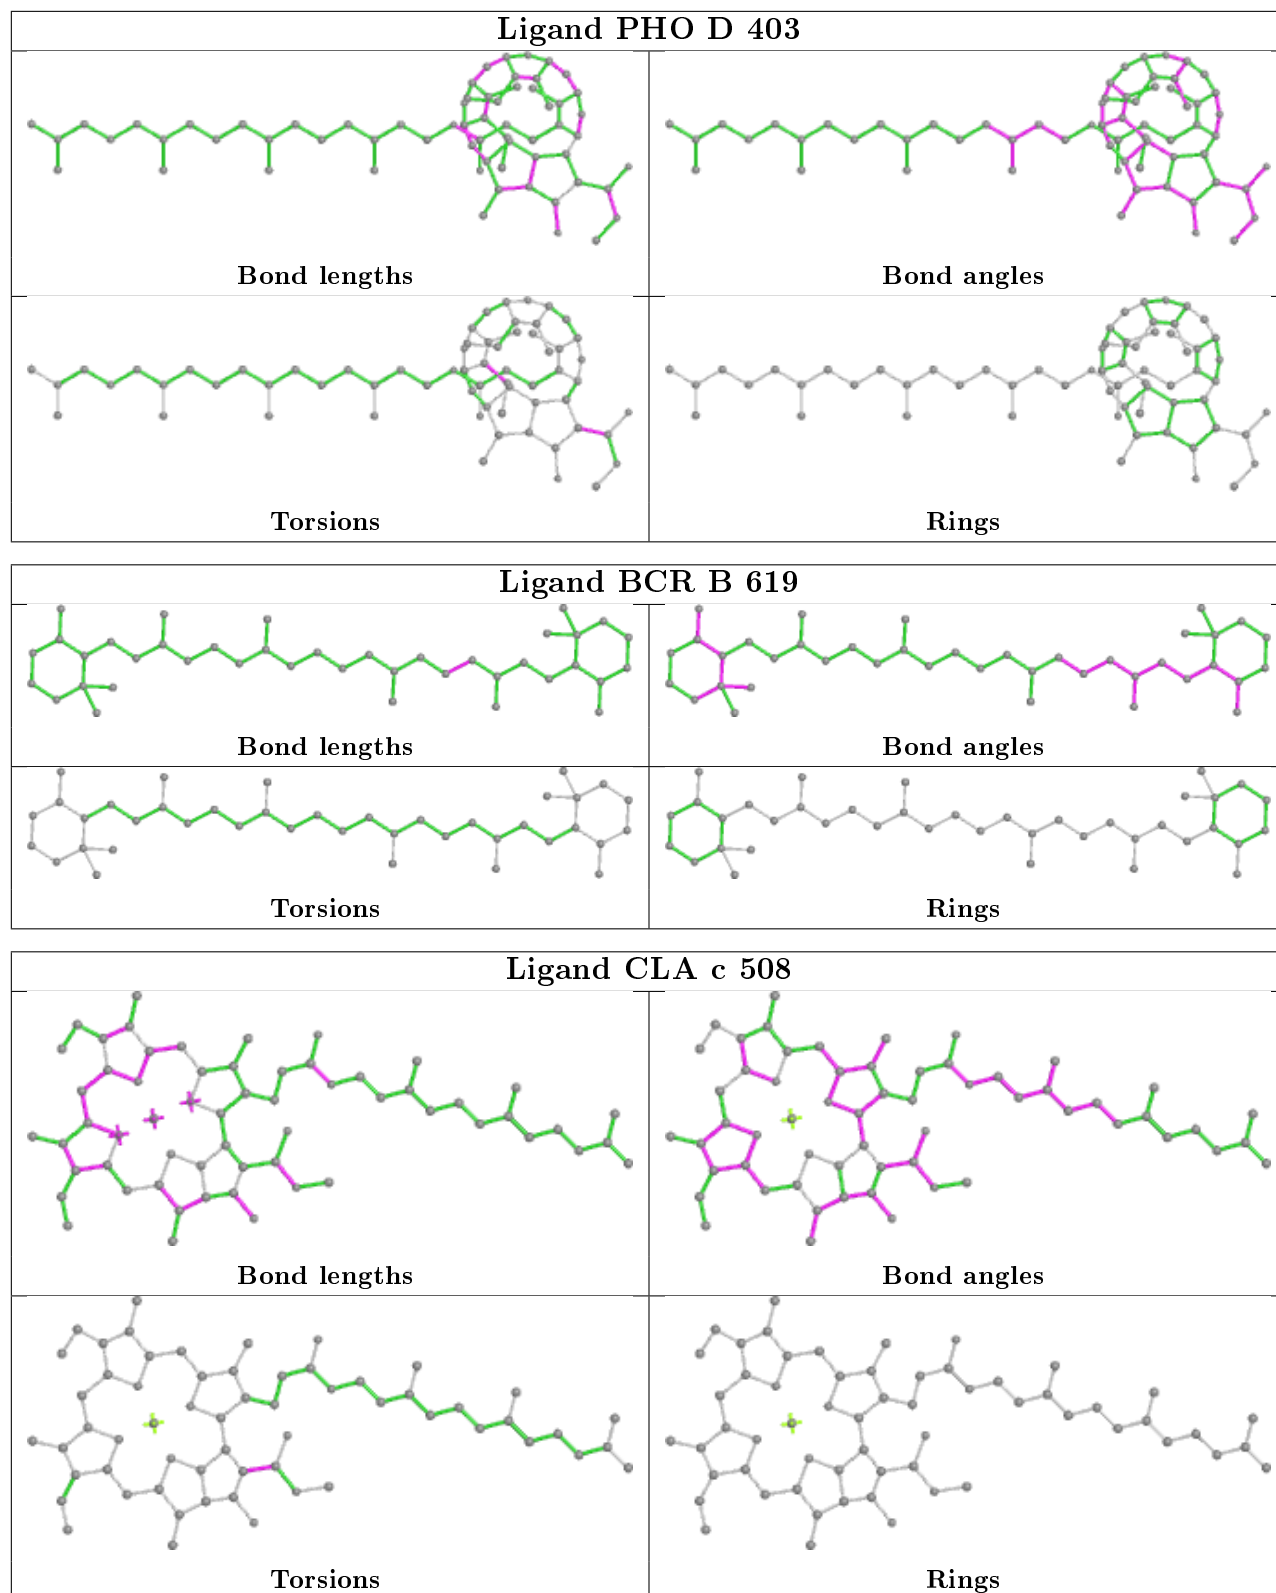 Ligand PHO D 403
Bond lengths
Bond angles
Torsions
Rings
Ligand BCR B 619
Bond lengths
Bond angles
Torsions
Rings
Ligand CLA c 508
Bond lengths
Bond angles
Torsions
Rings